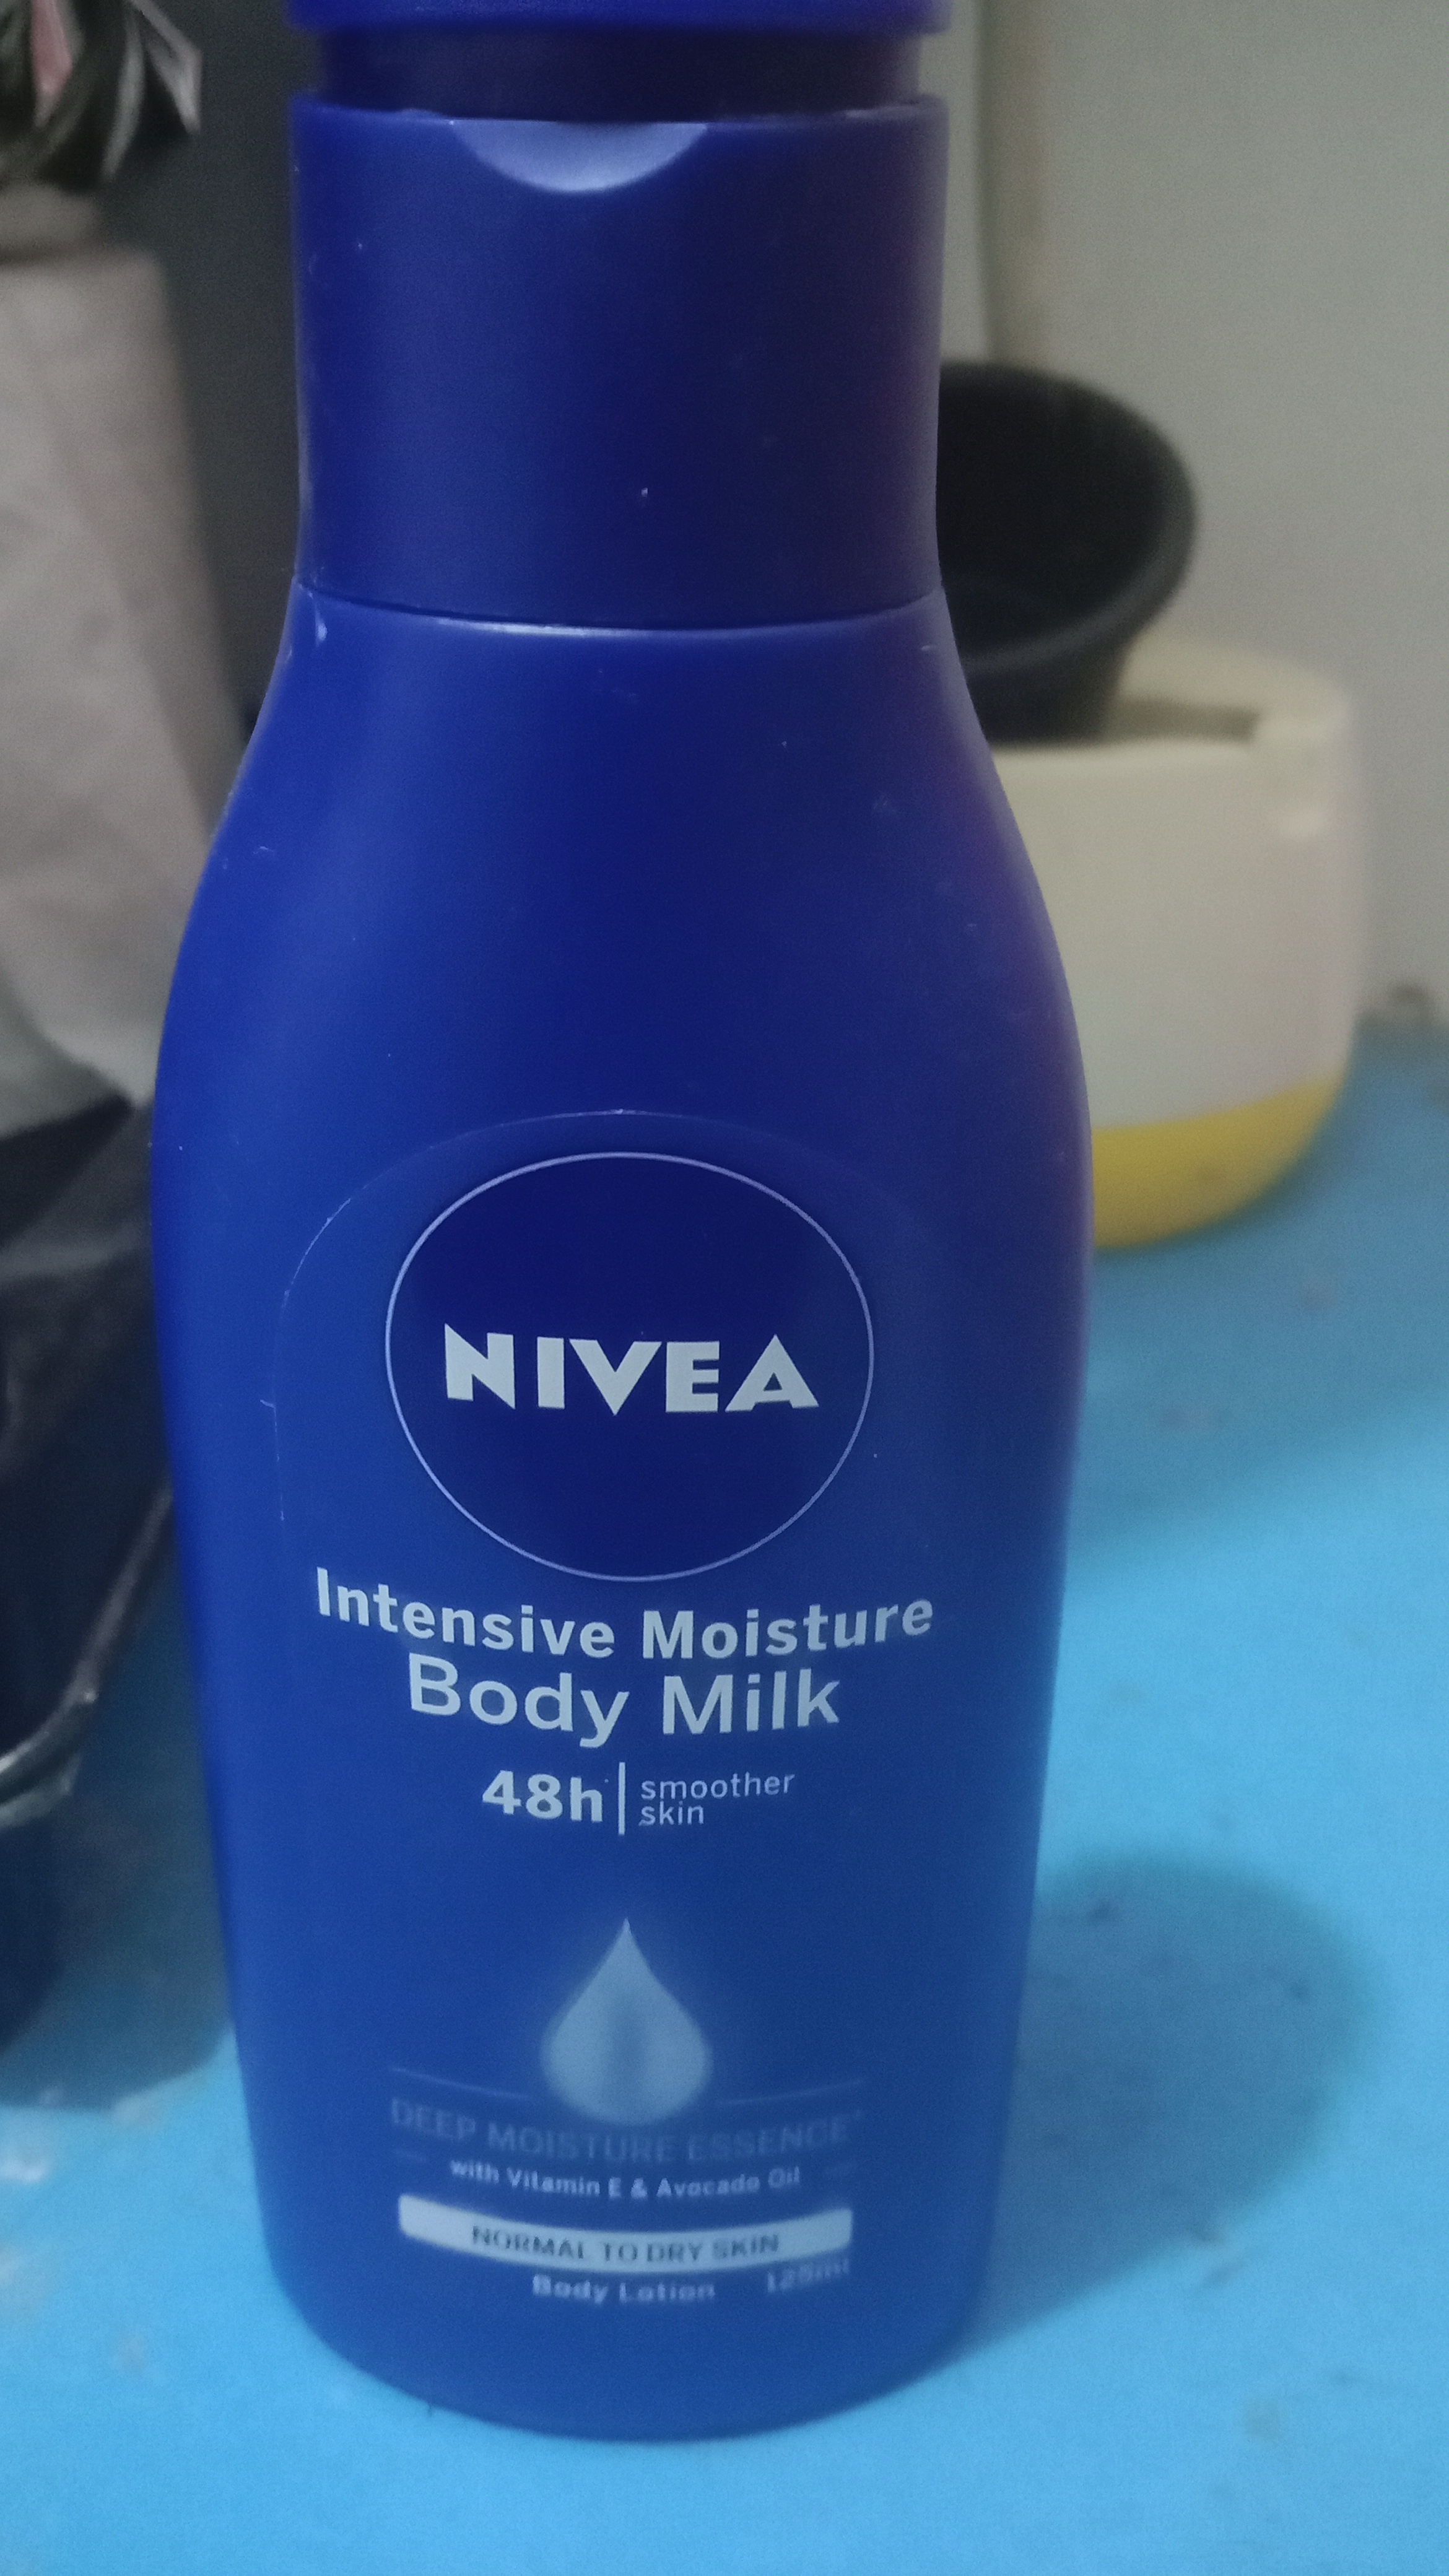 NIVEA
Intensive Moisture
Body Milk
48h smoother
skin
DEEP MOISTURE ESSENCE
with Vitamin E & Avocado Oil
NORMAL TO DRY SKIN
Body Lotion 125ml